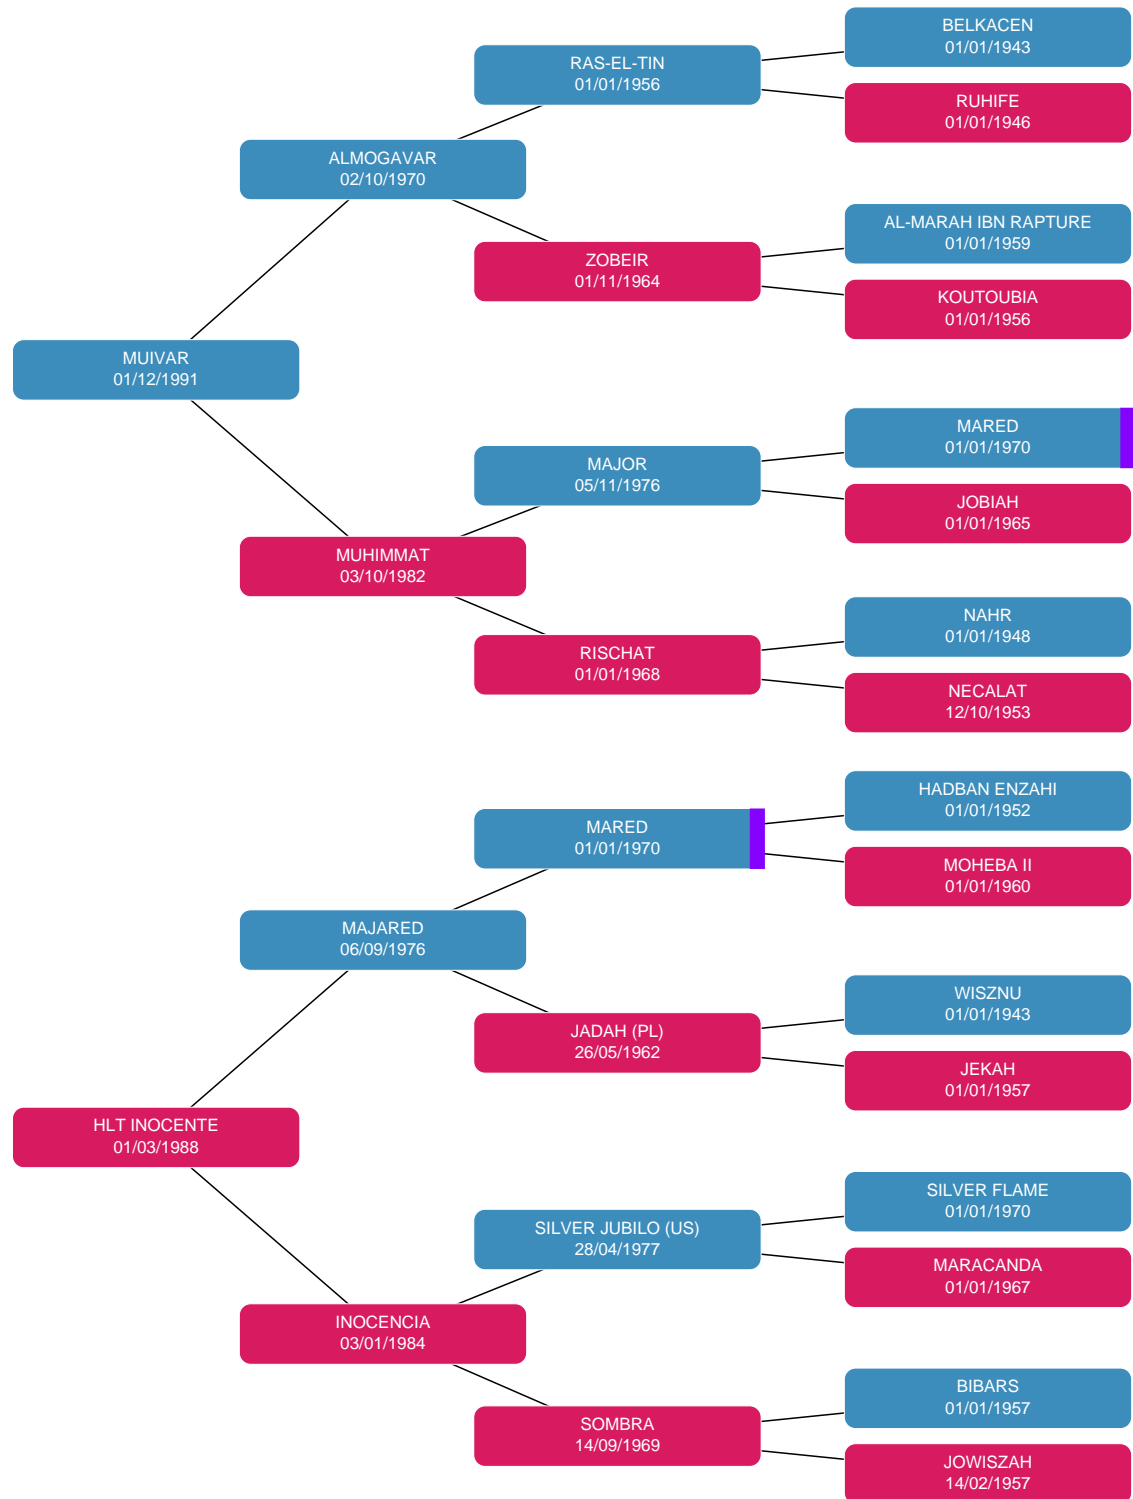 BELKACEN
01/01/1943
RAS-EL-TIN
01/01/1956
RUHIFE
01/01/1946
ALMOGAVAR
02/10/1970
AL-MARAH IBN RAPTURE
01/01/1959
ZOBEIR
01/11/1964
KOUTOUBIA
01/01/1956
MUIVAR
01/12/1991
MARED
01/01/1970
MAJOR
05/11/1976
JOBIAH
01/01/1965
MUHIMMAT
03/10/1982
NAHR
01/01/1948
RISCHAT
01/01/1968
NECALAT
12/10/1953
HADBAN ENZAHI
01/01/1952
MARED
01/01/1970
MOHEBA II
01/01/1960
MAJARED
06/09/1976
WISZNU
01/01/1943
JADAH (PL)
26/05/1962
JEKAH
01/01/1957
HLT INOCENTE
01/03/1988
SILVER FLAME
01/01/1970
SILVER JUBILO (US)
28/04/1977
MARACANDA
01/01/1967
INOCENCIA
03/01/1984
BIBARS
01/01/1957
SOMBRA
14/09/1969
JOWISZAH
14/02/1957